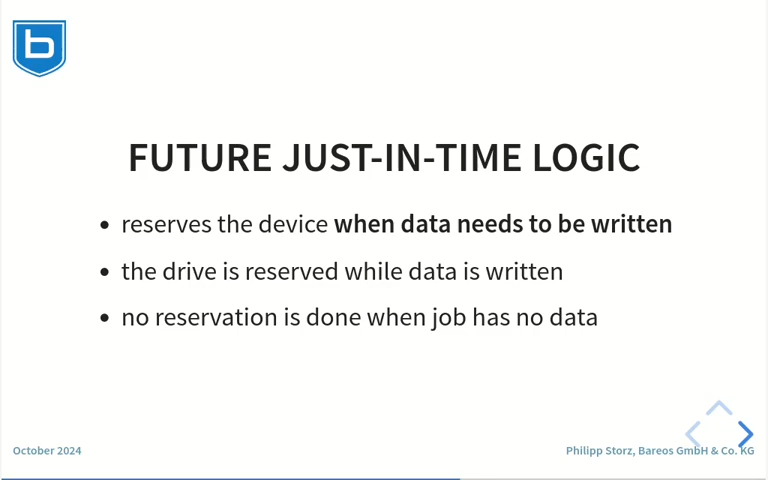 FUTURE JUST-IN-TIME LOGIC
• reserves the device when data needs to be written
• the drive is reserved while data is written
• no reservation is done when job has no data
October 2024
Philipp Storz, Bareos GmbH & Co. KG